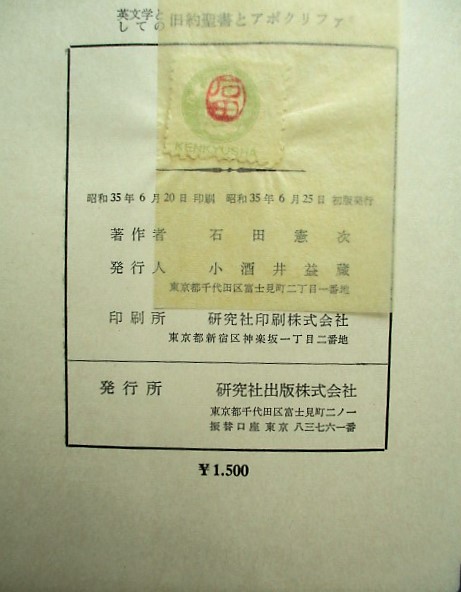 英文学と
しての旧約聖書とアポクリファ
石田
KENKYUSHA
昭和35年6月20日 印刷 昭和35年6月25日 初版発行
著作者 石田憲次
発行人 小酒井益蔵
東京都千代田区富士見町二丁目一番地
印刷所 研究社印刷株式会社
東京都新宿区神楽坂一丁目二番地
発行所 研究社出版株式会社
東京都千代田区富士見町二ノ一
振替口座 東京 八三七六一番
￥1.500